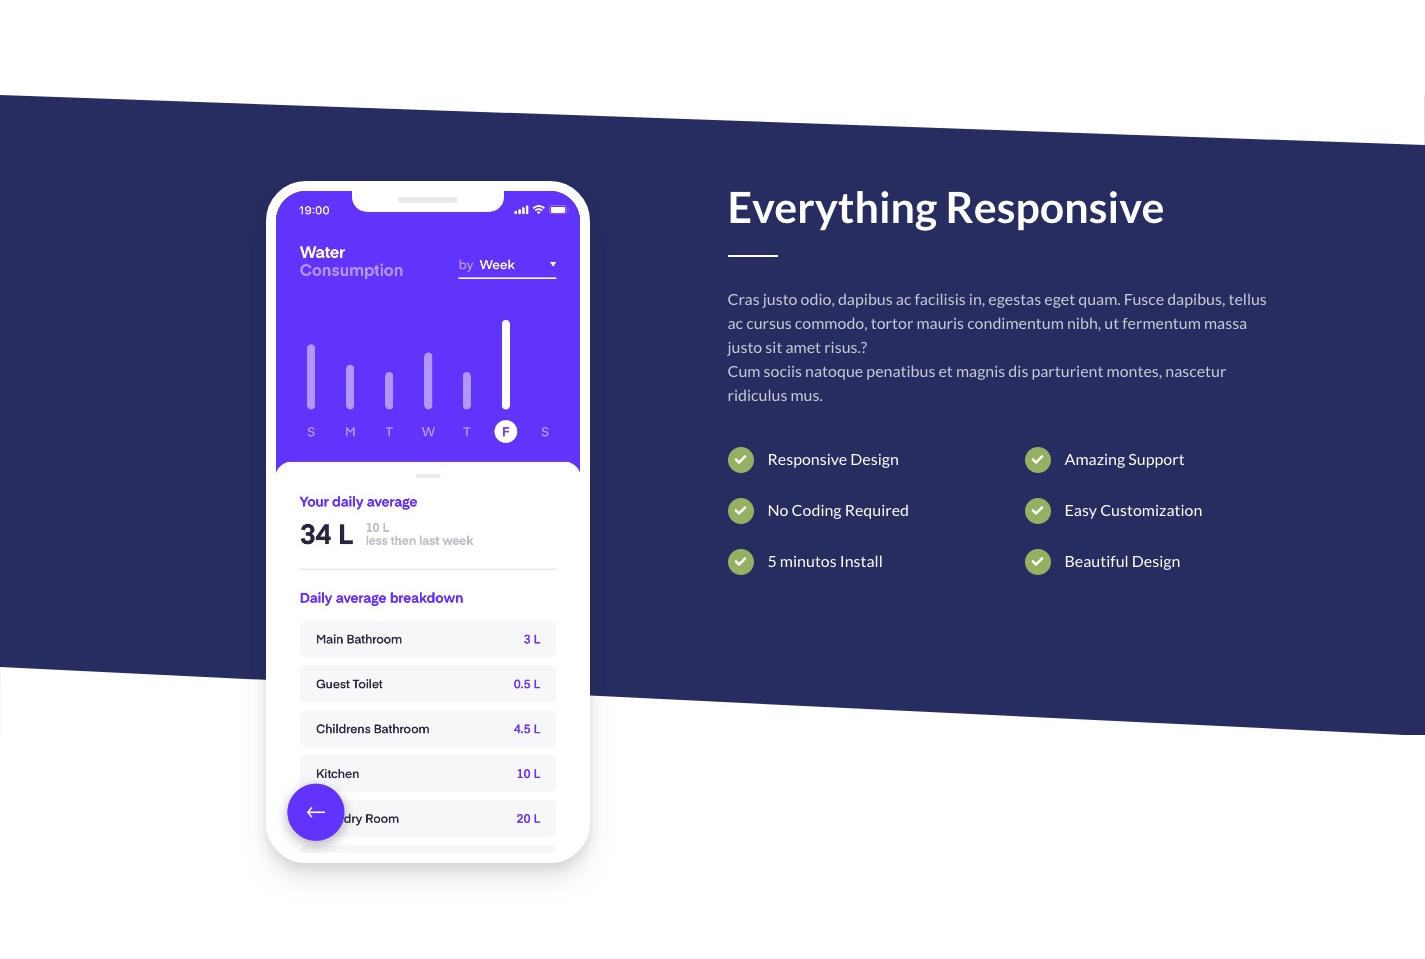 19:00
Water
Consumption
by Week
S M T W T F S
Your daily average
34 L
10 L
less then last week
Daily average breakdown
Main Bathroom 3 L
Guest Toilet 0.5 L
Childrens Bathroom 4.5 L
Kitchen 10 L
Room 20 L
Everything Responsive
Cras justo odio, dapibus ac facilisis in, egestas eget quam. Fusce dapibus, tellus
ac cursus commodo, tortor mauris condimentum nibh, ut fermentum massa
justo sit amet risus.?
Cum sociis natoque penatibus et magnis dis parturient montes, nascetur
ridiculus mus.
Responsive Design
Amazing Support
No Coding Required
Easy Customization
5 minutos Install
Beautiful Design